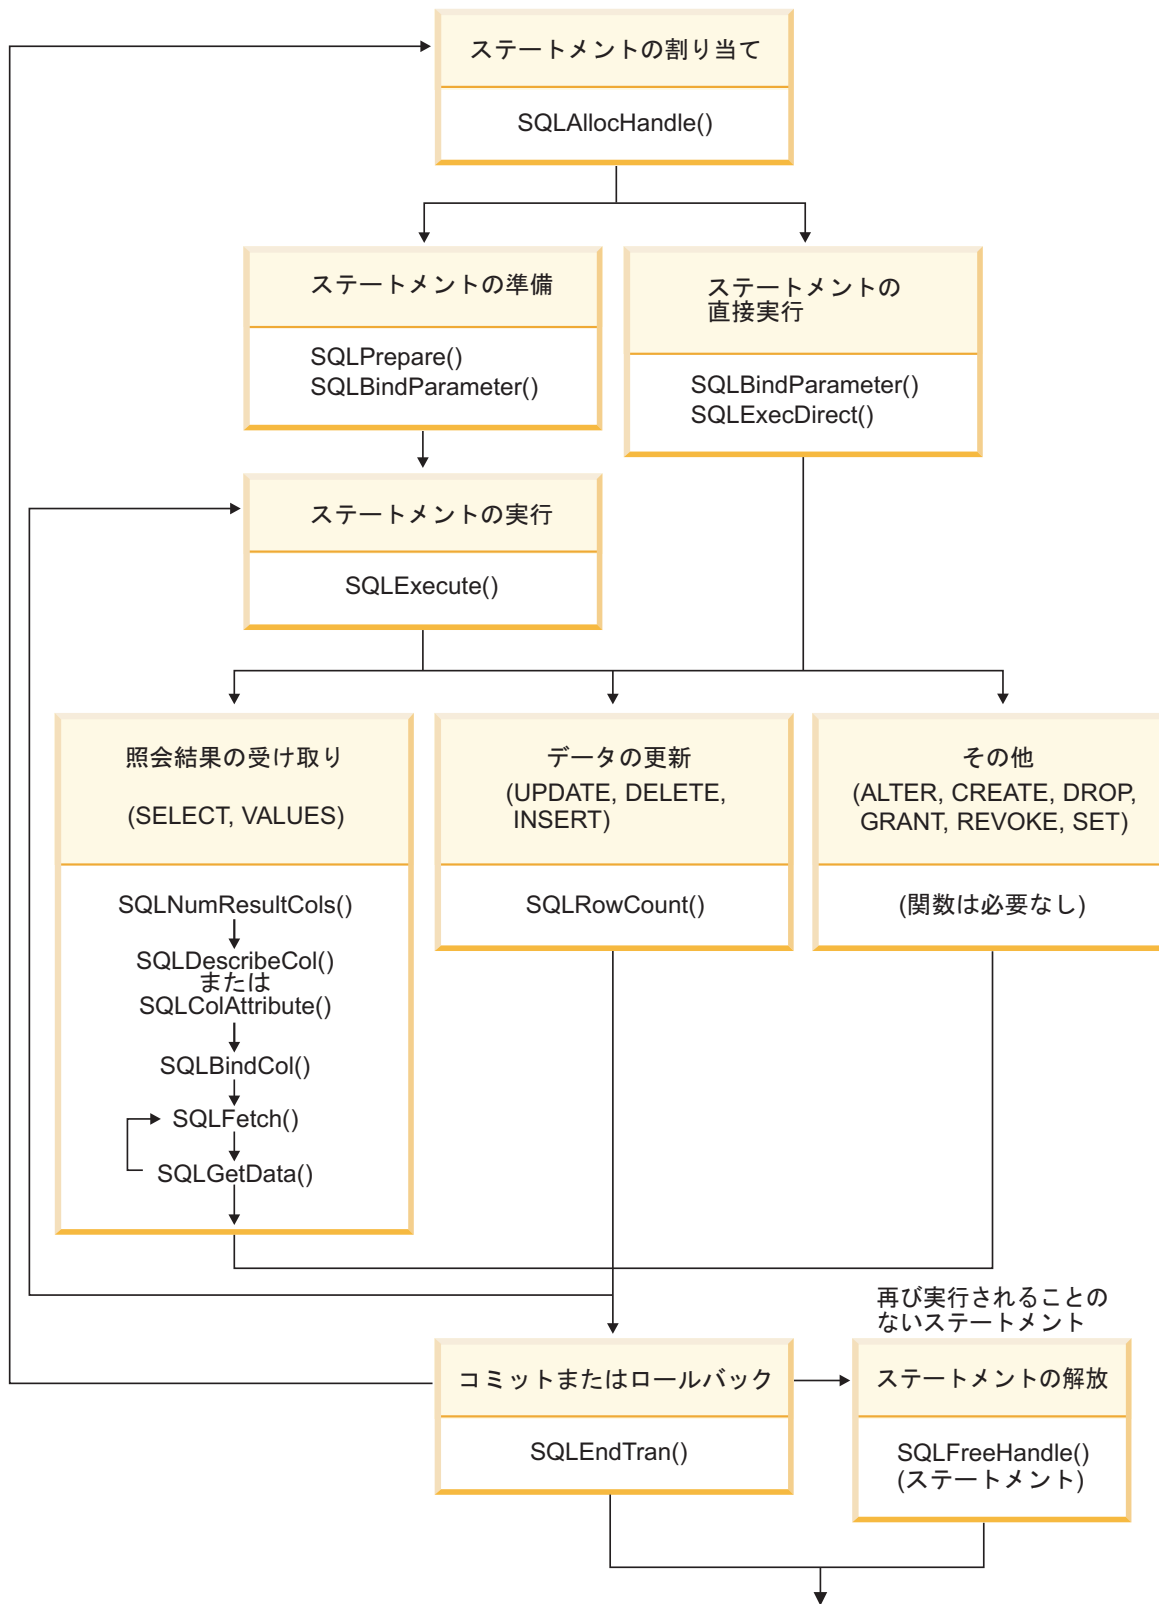 ステートメントの割り当て
SQLAllocHandle()
ステートメントの準備
SQLPrepare()
SQLBindParameter()
ステートメントの
直接実行
SQLBindParameter()
SQLExecDirect()
ステートメントの実行
SQLExecute()
照会結果の受け取り
(SELECT, VALUES)
SQLNumResultCols()
SQLDescribeCol()
または
SQLColAttribute()
SQLBindCol()
SQLFetch()
SQLGetData()
データの更新
(UPDATE, DELETE,
INSERT)
SQLRowCount()
その他
(ALTER, CREATE, DROP,
GRANT, REVOKE, SET)
(関数は必要なし)
コミットまたはロールバック
SQLEndTran()
再び実行されることの
ないステートメント
ステートメントの解放
SQLFreeHandle()
(ステートメント)